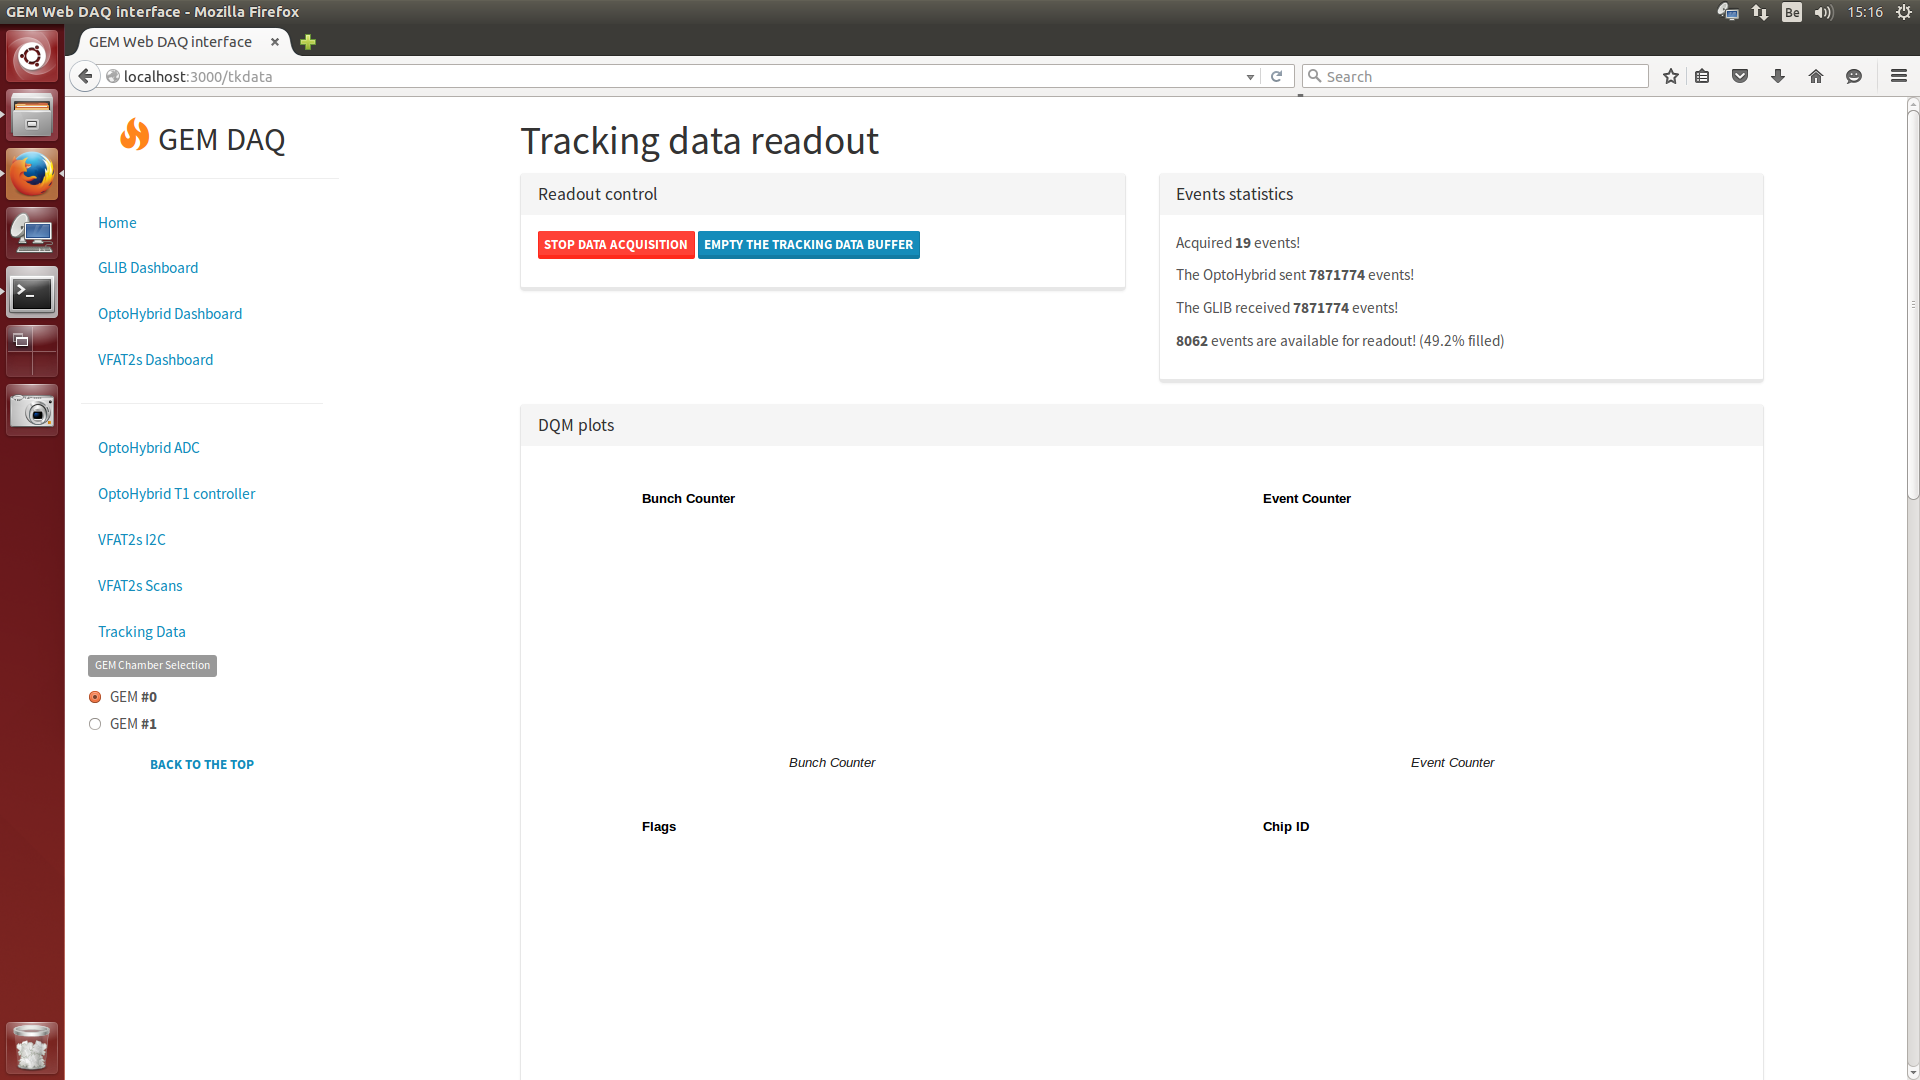 GEM Web DAQ interface - Mozilla Firefox
Be
15:16
GEM Web DAQ interface
localhost:3000/tkdata
Search
GEM DAQ
Home
GLIB Dashboard
OptoHybrid Dashboard
VFAT2s Dashboard
OptoHybrid ADC
OptoHybrid T1 controller
VFAT2s I2C
VFAT2s Scans
Tracking Data
GEM Chamber Selection
GEM #0
GEM #1
BACK TO THE TOP
Tracking data readout
Readout control
STOP DATA ACQUISITION
EMPTY THE TRACKING DATA BUFFER
Events statistics
Acquired 19 events!
The OptoHybrid sent 7871774 events!
The GLIB received 7871774 events!
8062 events are available for readout! (49.2% filled)
DQM plots
Bunch Counter
Event Counter
Bunch Counter
Event Counter
Flags
Chip ID